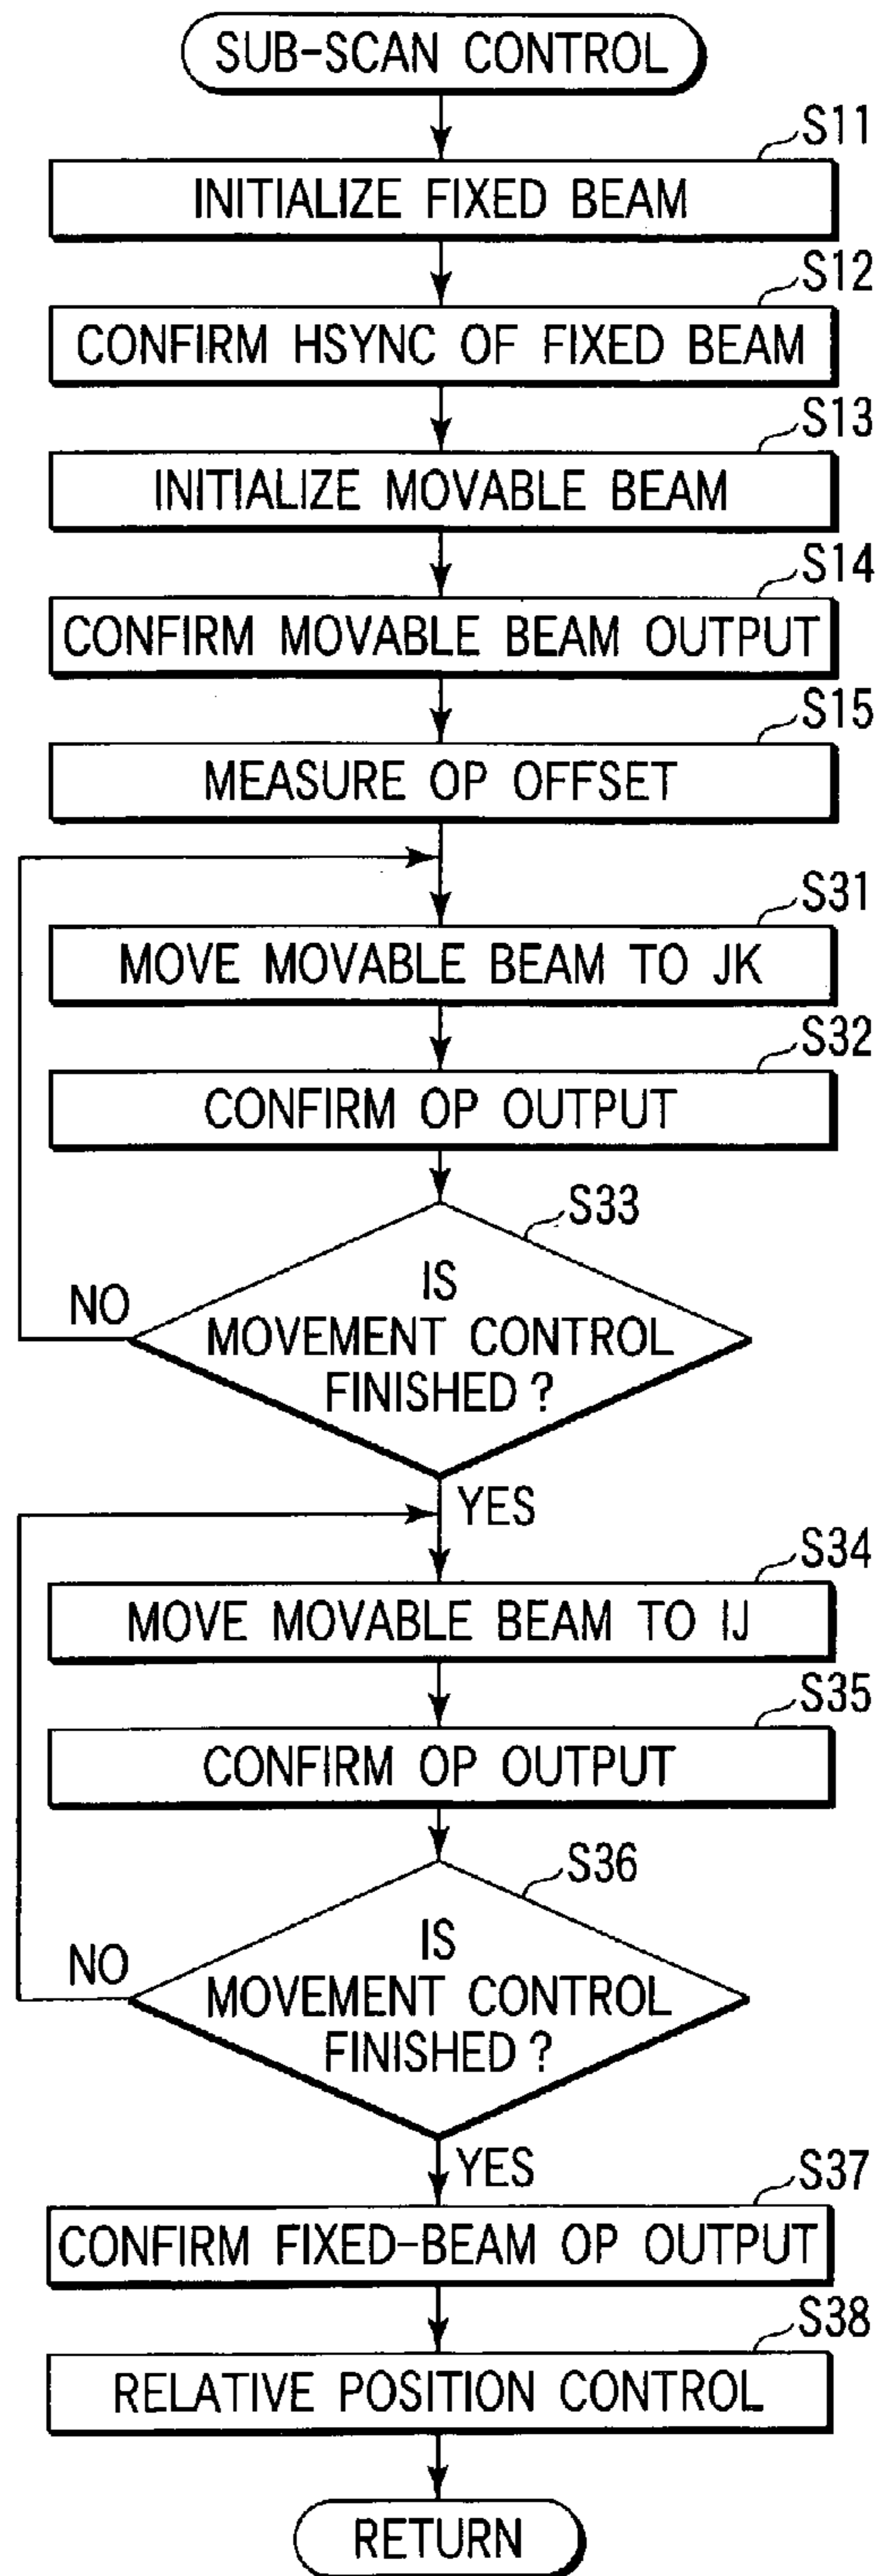 SUB-SCAN CONTROL
S11
INITIALIZE FIXED BEAM
S12
CONFIRM HSYNC OF FIXED BEAM
S13
INITIALIZE MOVABLE BEAM
S14
CONFIRM MOVABLE BEAM OUTPUT
S15
MEASURE OP OFFSET
S31
MOVE MOVABLE BEAM TO JK
S32
CONFIRM OP OUTPUT
S33
IS
MOVEMENT CONTROL
FINISHED ?
NO
YES
S34
MOVE MOVABLE BEAM TO IJ
S35
CONFIRM OP OUTPUT
S36
IS
MOVEMENT CONTROL
FINISHED ?
NO
YES
S37
CONFIRM FIXED-BEAM OP OUTPUT
S38
RELATIVE POSITION CONTROL
RETURN